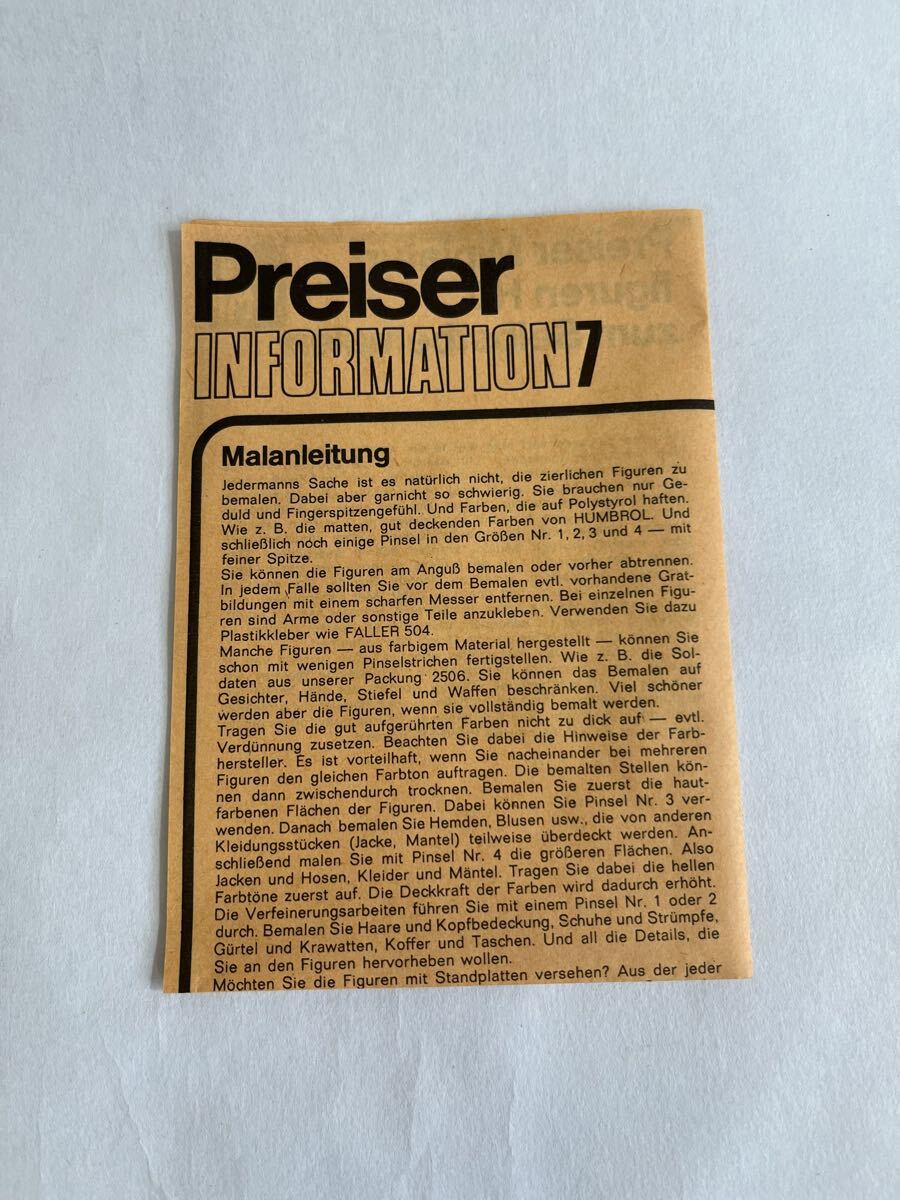 Preiser
INFORMATION 7
Malanleitung
Jedermanns Sache ist es natürlich nicht, die zierlichen Figuren zu
bemalen. Dabei aber garnicht so schwierig. Sie brauchen nur Ge-
duld und Fingerspitzengefühl. Und Farben, die auf Polystyrol haften.
Wie z. B. die matten, gut deckenden Farben von HUMBROL. Und
schließlich noch einige Pinsel in den Größen Nr. 1, 2, 3 und 4 — mit
feiner Spitze.
Sie können die Figuren am Anguß bemalen oder vorher abtrennen.
In jedem Falle sollten Sie vor dem Bemalen evtl. vorhandene Grat-
bildungen mit einem scharfen Messer entfernen. Bei einzelnen Figu-
ren sind Arme oder sonstige Teile anzukleben. Verwenden Sie dazu
Plastikkleber wie FALLER 504.
Manche Figuren — aus farbigem Material hergestellt — können Sie
schon mit wenigen Pinselstrichen fertigstellen. Wie z. B. die Sol-
daten aus unserer Packung 2506. Sie können das Bemalen auf
Gesichter, Hände, Stiefel und Waffen beschränken. Viel schöner
werden aber die Figuren, wenn sie vollständig bemalt werden.
Tragen Sie die gut aufgerührten Farben nicht zu dick auf — evtl.
Verdünnung zusetzen. Beachten Sie dabei die Hinweise der Farb-
hersteller. Es ist vorteilhaft, wenn Sie nacheinander bei mehreren
Figuren den gleichen Farbton auftragen. Die bemalten Stellen kön-
nen dann zwischendurch trocknen. Bemalen Sie zuerst die haut-
farbenen Flächen der Figuren. Dabei können Sie Pinsel Nr. 3 ver-
wenden. Danach bemalen Sie Hemden, Blusen usw., die von anderen
Kleidungsstücken (Jacke, Mantel) teilweise überdeckt werden. An-
schließend malen Sie mit Pinsel Nr. 4 die größeren Flächen. Also
Jacken und Hosen, Kleider und Mäntel. Tragen Sie dabei die hellen
Farbtöne zuerst auf. Die Deckkraft der Farben wird dadurch erhöht.
Die Verfeinerungsarbeiten führen Sie mit einem Pinsel Nr. 1 oder 2
durch. Bemalen Sie Haare und Kopfbedeckung, Schuhe und Strümpfe,
Gürtel und Krawatten, Koffer und Taschen. Und all die Details, die
Sie an den Figuren hervorheben wollen.
Möchten Sie die Figuren mit Standplatten versehen? Aus der jeder